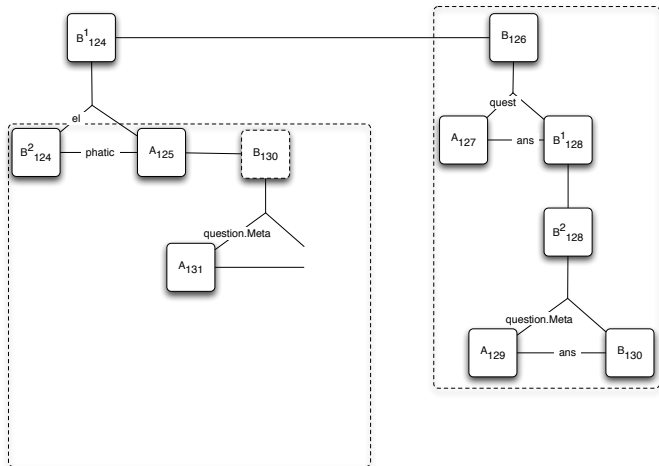 B¹₁₂₄
B₁₂₆
el
quest
B²₁₂₄
phatic
A₁₂₅
B₁₃₀
A₁₂₇
ans
B¹₁₂₈
question.Meta
A₁₃₁
B²₁₂₈
question.Meta
A₁₂₉
ans
B₁₃₀